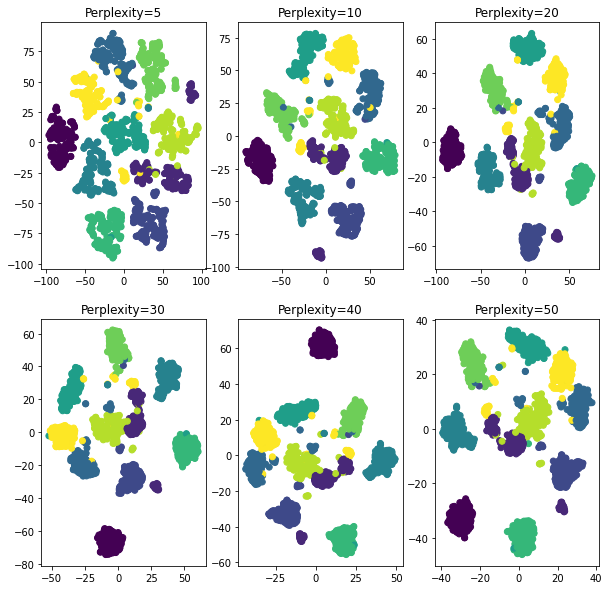 Perplexity=5 Perplexity=10 Perplexity=20
75 50 25 0 −25 −50 −75 −100
75 50 25 0 −25 −50 −75 −100
60 40 20 0 −20 −40 −60
−100 −50 0 50 100 −50 0 50 −100 −50 0 50
Perplexity=30 Perplexity=40 Perplexity=50
60 40 20 0 −20 −40 −60 −80
60 40 20 0 −20 −40 −60
40 20 0 −20 −40
−50 −25 0 25 50 −50 −25 0 25 50 −40 −20 0 20 40